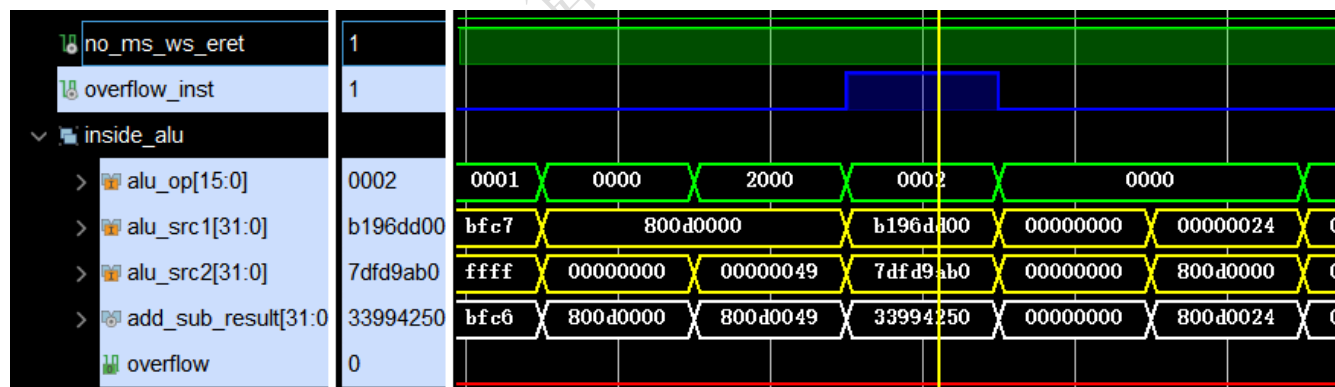 no_ms_ws_eret 1
overflow_inst 1
inside_alu
alu_op[15:0] 0002 0001 0000 2000 0002 0000
alu_src1[31:0] b196dd00 bfc7 800d0000 b196dd00 00000000 00000024
alu_src2[31:0] 7dfd9ab0 ffff 00000000 00000049 7dfd9ab0 00000000 800d0000
add_sub_result[31:0 33994250 bfc6 800d0000 800d0049 33994250 00000000 800d0024
overflow 0